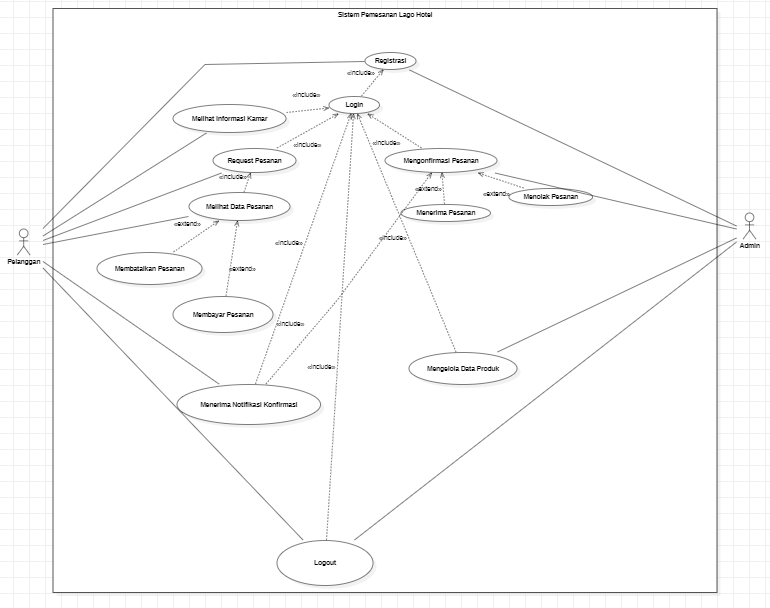 Sistem Pemesanan Lago Hotel
Registrasi
«include»
«include»
Login
Melihat Informasi Kamar
«include»
«include»
Request Pesanan
Mengonfirmasi Pesanan
«include»
«extend»
«extend»
Menolak Pesanan
Melihat Data Pesanan
Menerima Pesanan
«extend»
«include»
«include»
Pelanggan
Admin
Membatalkan Pesanan
«extend»
Membayar Pesanan
«include»
«include»
Mengelola Data Produk
Menerima Notifikasi Konfirmasi
Logout